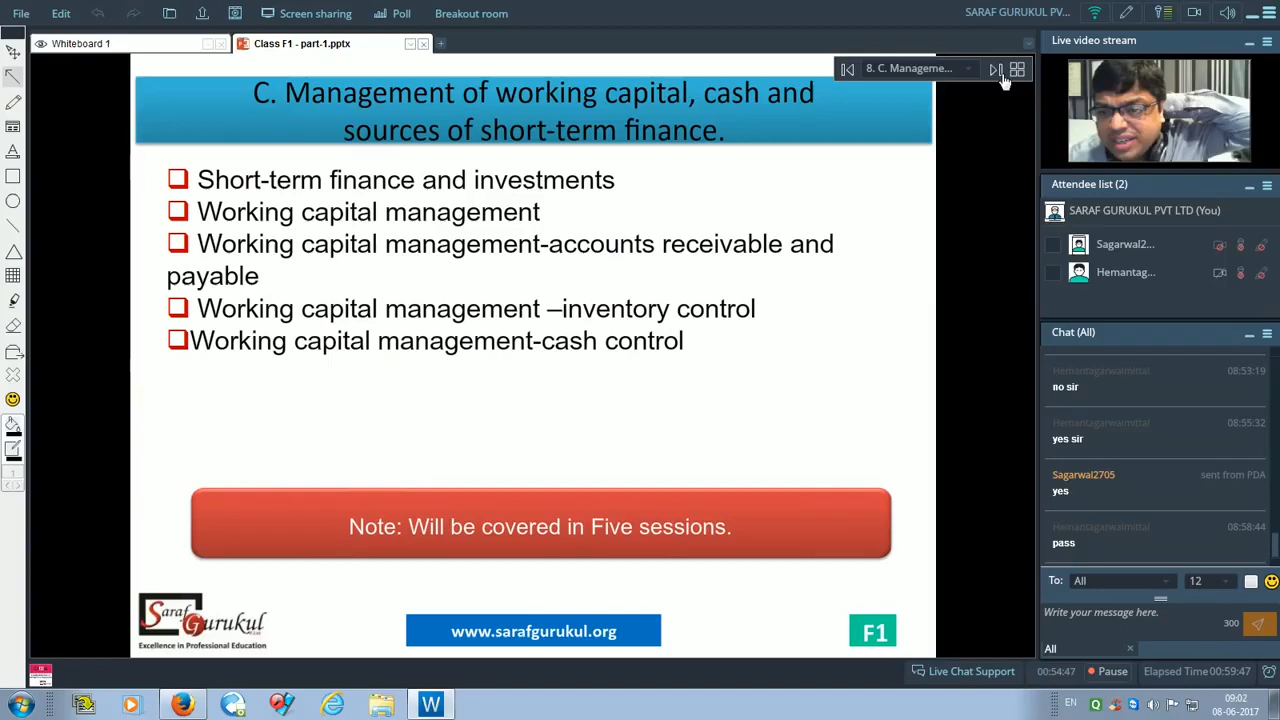 File Edit Screen sharing Poll Breakout room SARAF GURUKUL PV...
Whiteboard 1 Class F1 - part-1.pptx Live video stream
8. C. Manageme...
C. Management of working capital, cash and
sources of short-term finance.
Short-term finance and investments
Working capital management
Working capital management-accounts receivable and
payable
Working capital management –inventory control
Working capital management-cash control
Note: Will be covered in Five sessions.
Saraf
Gurukul
Excellence in Professional Education
www.sarafgurukul.org
F1
Attendee list (2)
SARAF GURUKUL PVT LTD (You)
Sagarwal2...
Hemantag...
Chat (All)
Hemantagarwalmittal 08:53:19
no sir
Hemantagarwalmittal 08:55:32
yes sir
Sagarwal2705 sent from PDA
yes
Hemantagarwalmittal 08:58:44
pass
To: All 12
Write your message here.
300
All
Live Chat Support 00:54:47 Pause Elapsed Time 00:59:47
EN 09:02
08-06-2017